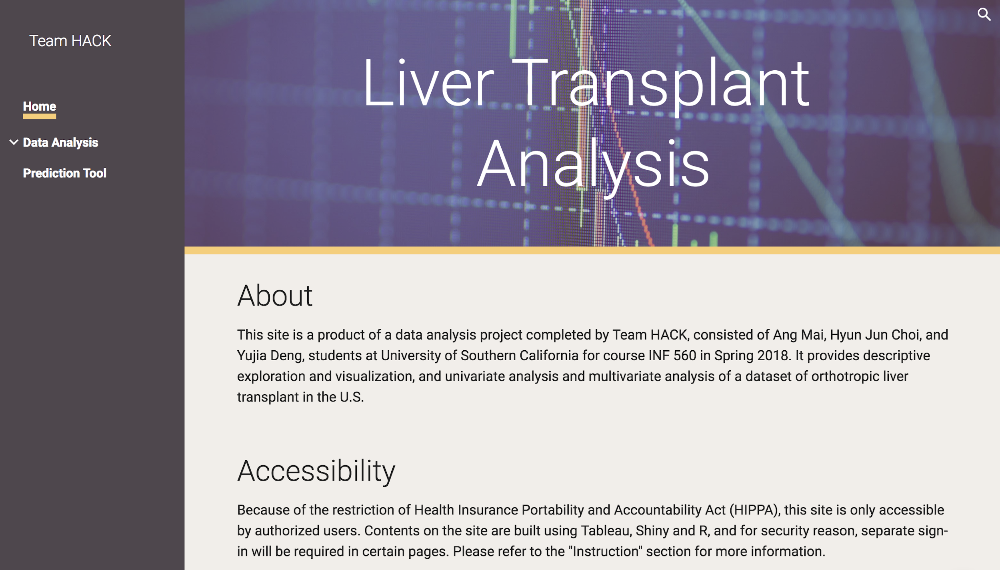 Team HACK
Home
Data Analysis
Prediction Tool
Liver Transplant
Analysis
About
This site is a product of a data analysis project completed by Team HACK, consisted of Ang Mai, Hyun Jun Choi, and
Yujia Deng, students at University of Southern California for course INF 560 in Spring 2018. It provides descriptive
exploration and visualization, and univariate analysis and multivariate analysis of a dataset of orthotropic liver
transplant in the U.S.
Accessibility
Because of the restriction of Health Insurance Portability and Accountability Act (HIPPA), this site is only accessible
by authorized users. Contents on the site are built using Tableau, Shiny and R, and for security reason, separate sign-
in will be required in certain pages. Please refer to the "Instruction" section for more information.